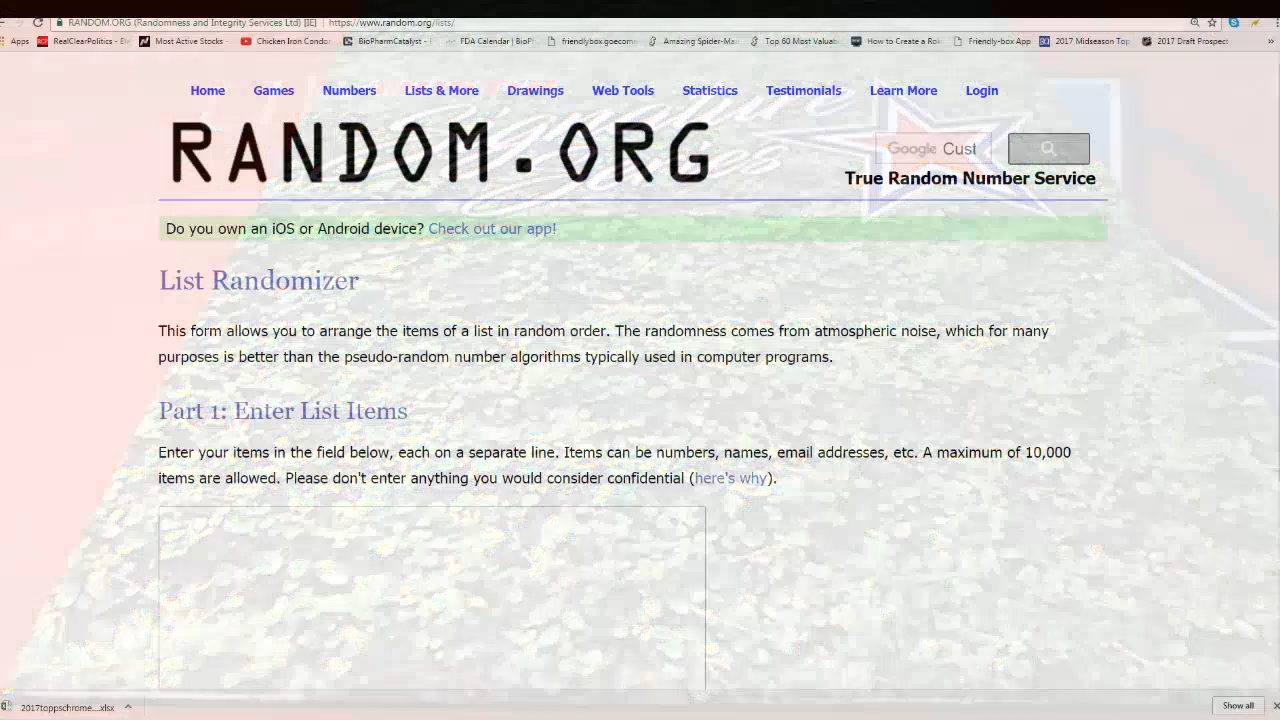 RANDOM.ORG (Randomness and Integrity Services Ltd) [IE] | https://www.random.org/lists/
Apps RealClearPolitics - Ele Most Active Stocks - Chicken Iron Condor BioPharmCatalyst - FDA Calendar | BioPh friendlybox.goecom Amazing Spider-Ma Top 60 Most Valuab How to Create a Rol Friendly-box App 2017 Midseason Top 2017 Draft Prospect »
Home Games Numbers Lists & More Drawings Web Tools Statistics Testimonials Learn More Login
RANDOM.ORG
Google Cust
True Random Number Service
Do you own an iOS or Android device? Check out our app!
List Randomizer
This form allows you to arrange the items of a list in random order. The randomness comes from atmospheric noise, which for many
purposes is better than the pseudo-random number algorithms typically used in computer programs.
Part 1: Enter List Items
Enter your items in the field below, each on a separate line. Items can be numbers, names, email addresses, etc. A maximum of 10,000
items are allowed. Please don't enter anything you would consider confidential (here's why).
2017toppschrome....xlsx Show all